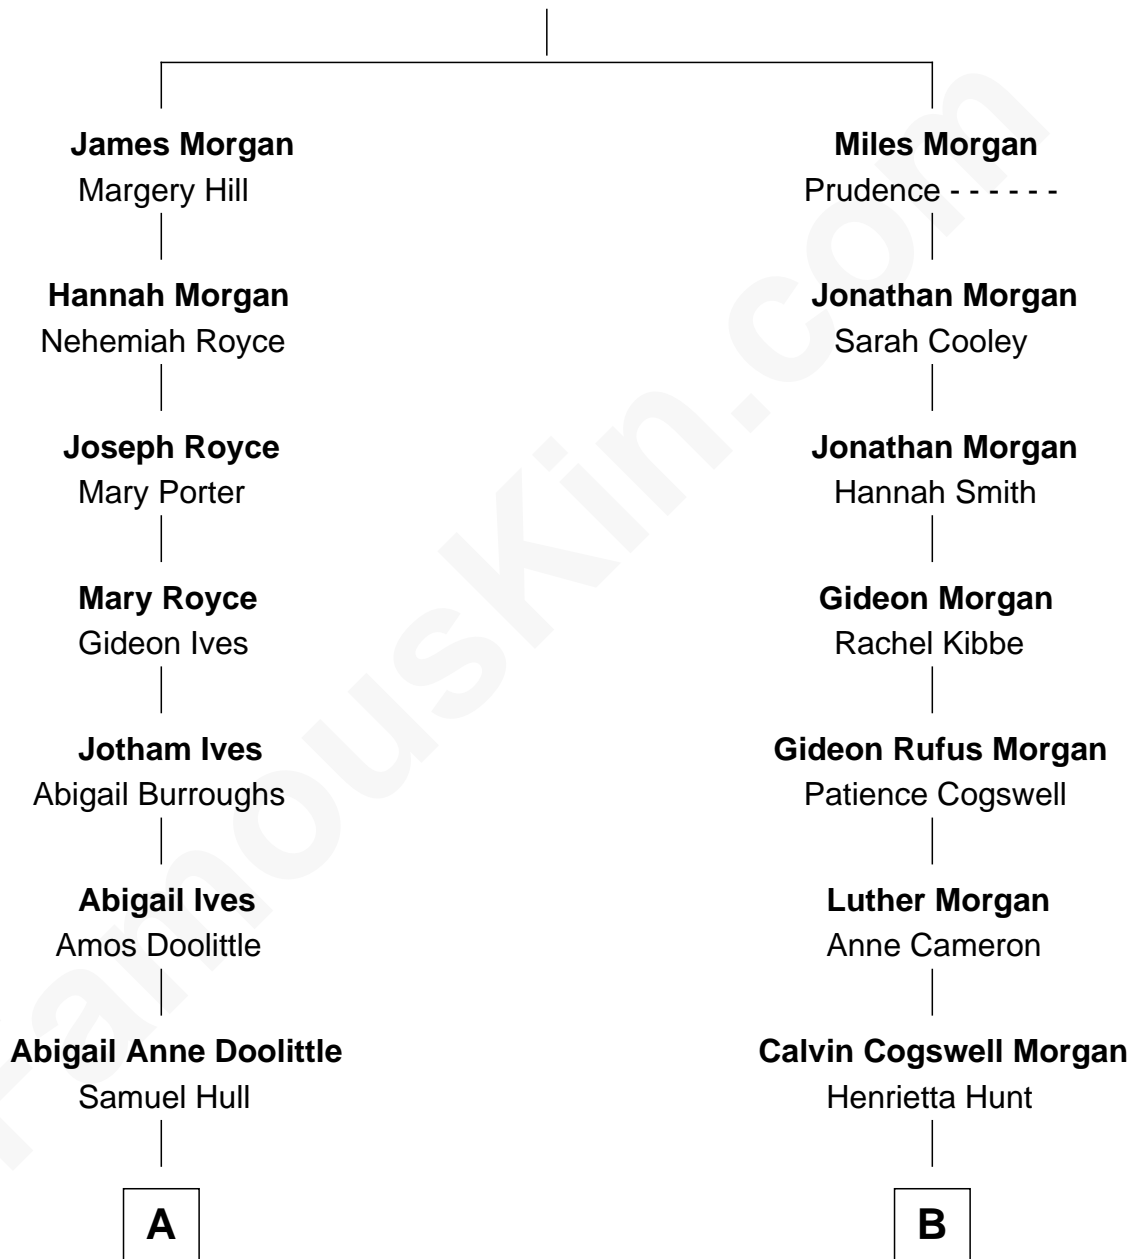 James Morgan
Margery Hill
Hannah Morgan
Nehemiah Royce
Joseph Royce
Mary Porter
Mary Royce
Gideon Ives
Jotham Ives
Abigail Burroughs
Abigail Ives
Amos Doolittle
Abigail Anne Doolittle
Samuel Hull
A
Miles Morgan
Prudence - - - - - -
Jonathan Morgan
Sarah Cooley
Jonathan Morgan
Hannah Smith
Gideon Morgan
Rachel Kibbe
Gideon Rufus Morgan
Patience Cogswell
Luther Morgan
Anne Cameron
Calvin Cogswell Morgan
Henrietta Hunt
B
FamousKin.com